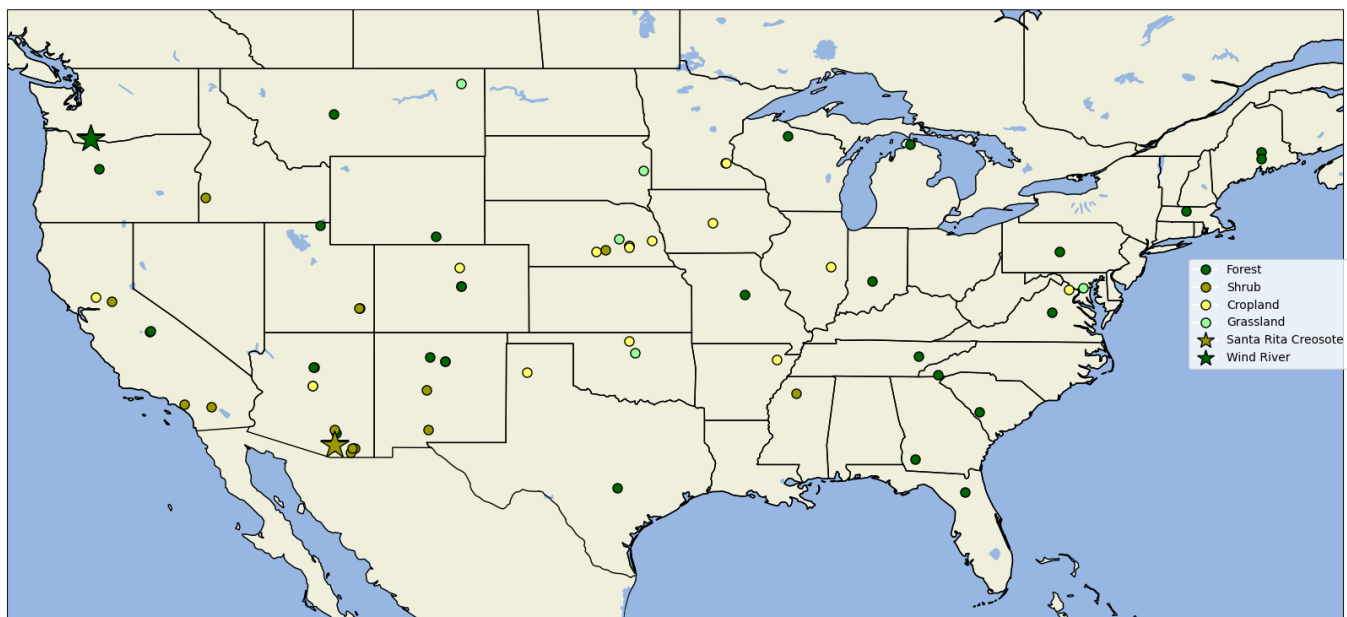 Forest
Shrub
Cropland
Grassland
Santa Rita Creosote
Wind River